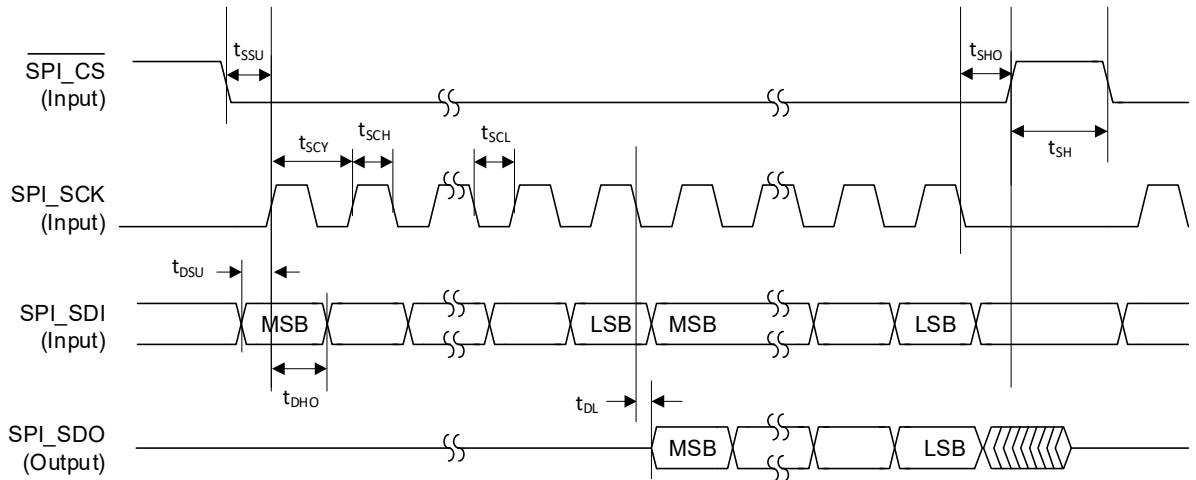 tSSU
tSHO
SPI_CS
(Input)
tSCY
tSCH
tSCL
tSH
SPI_SCK
(Input)
tDSU
SPI_SDI
(Input)
MSB
LSB
MSB
LSB
tDHO
tDL
SPI_SDO
(Output)
MSB
LSB